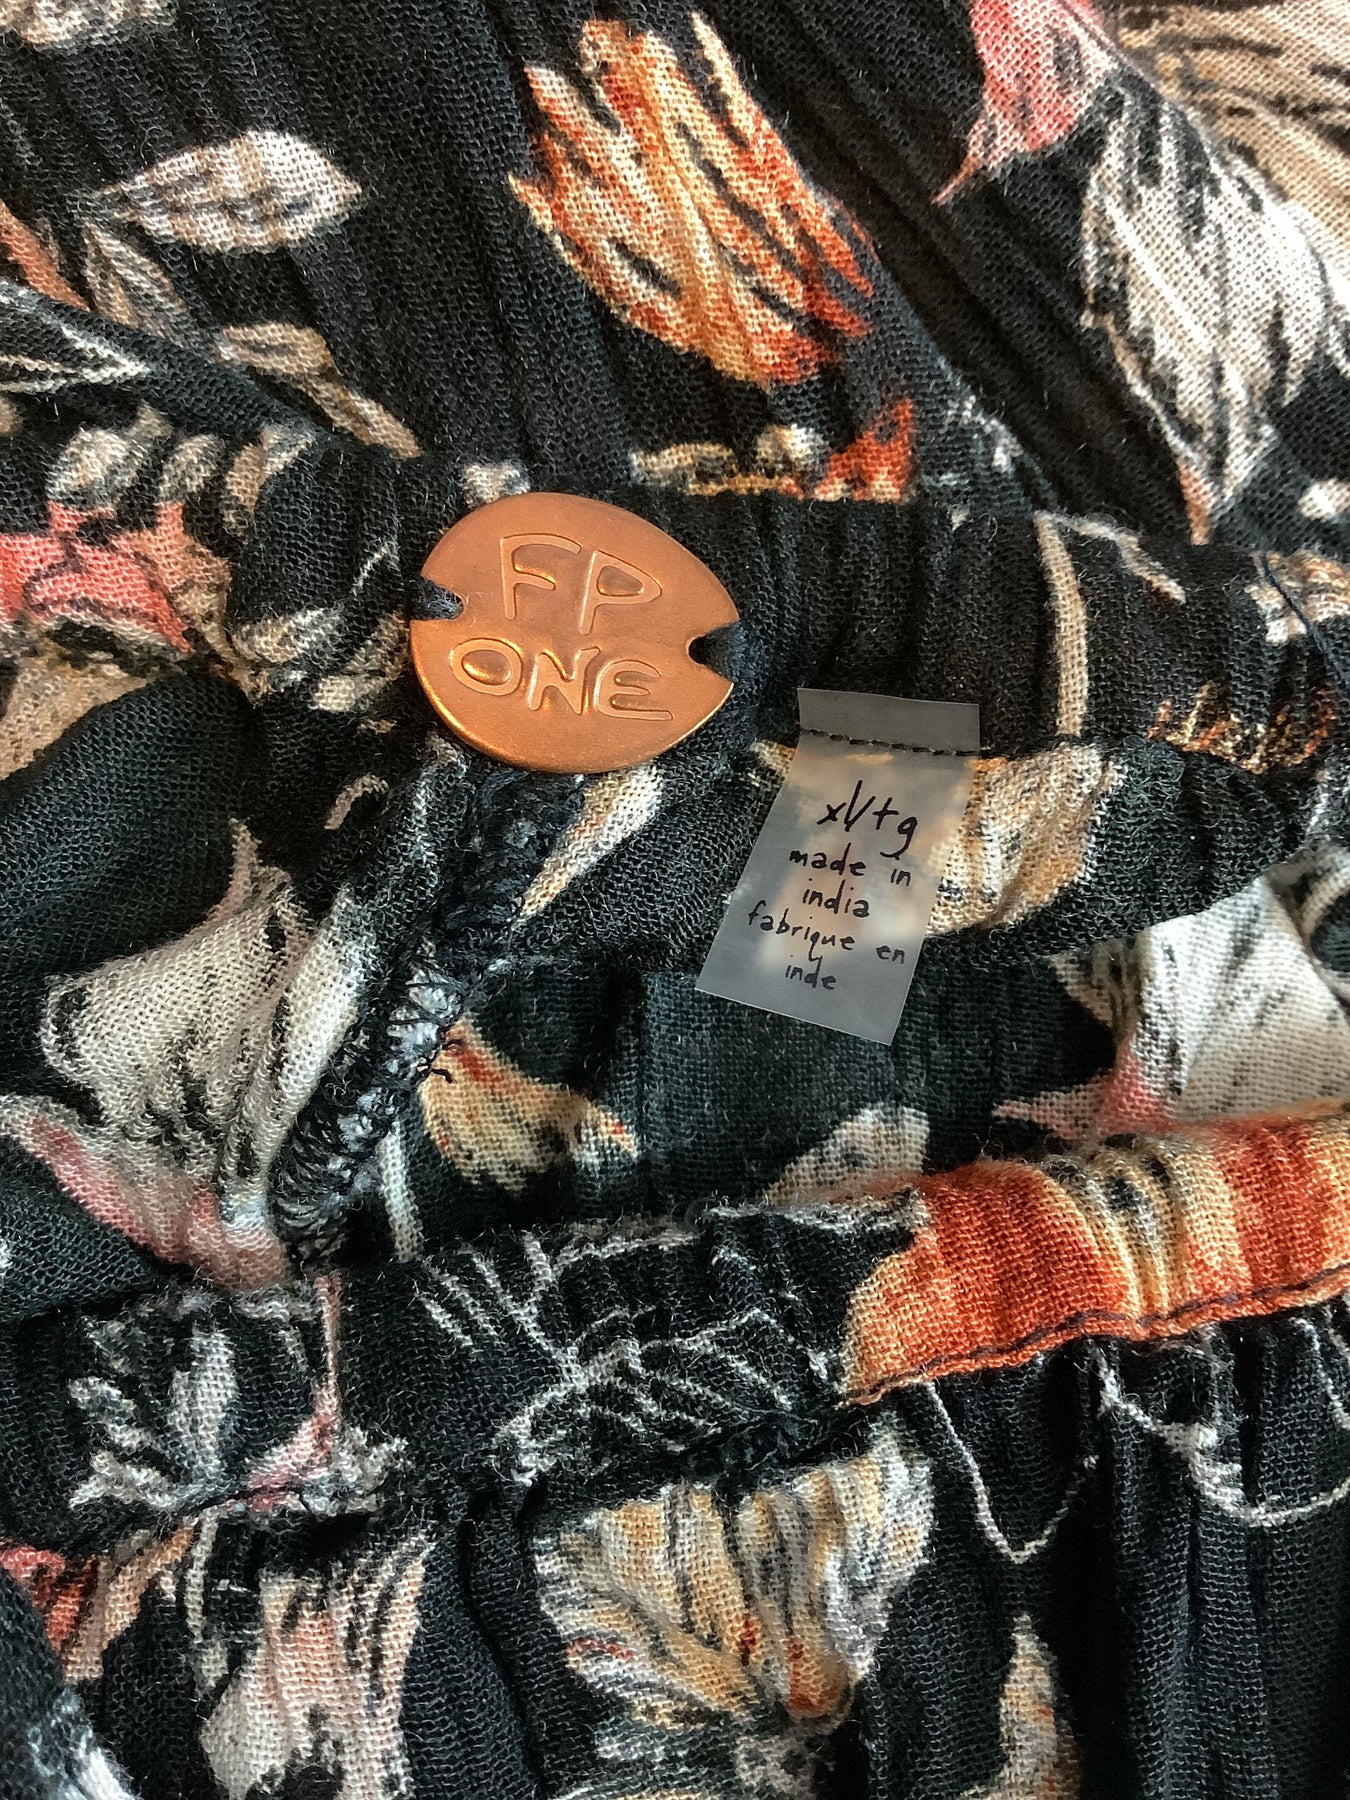 FP
ONE
xl/tg
made in
india
fabrique en
inde